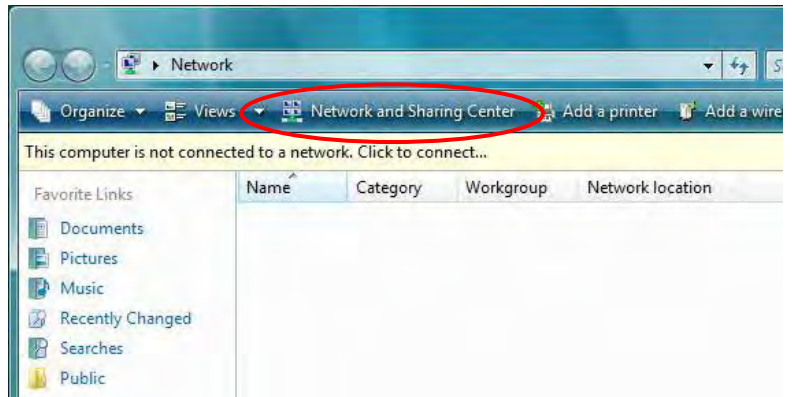 Network
Organize Views Network and Sharing Center Add a printer Add a wire
This computer is not connected to a network. Click to connect...
Favorite Links Name Category Workgroup Network location
Documents
Pictures
Music
Recently Changed
Searches
Public